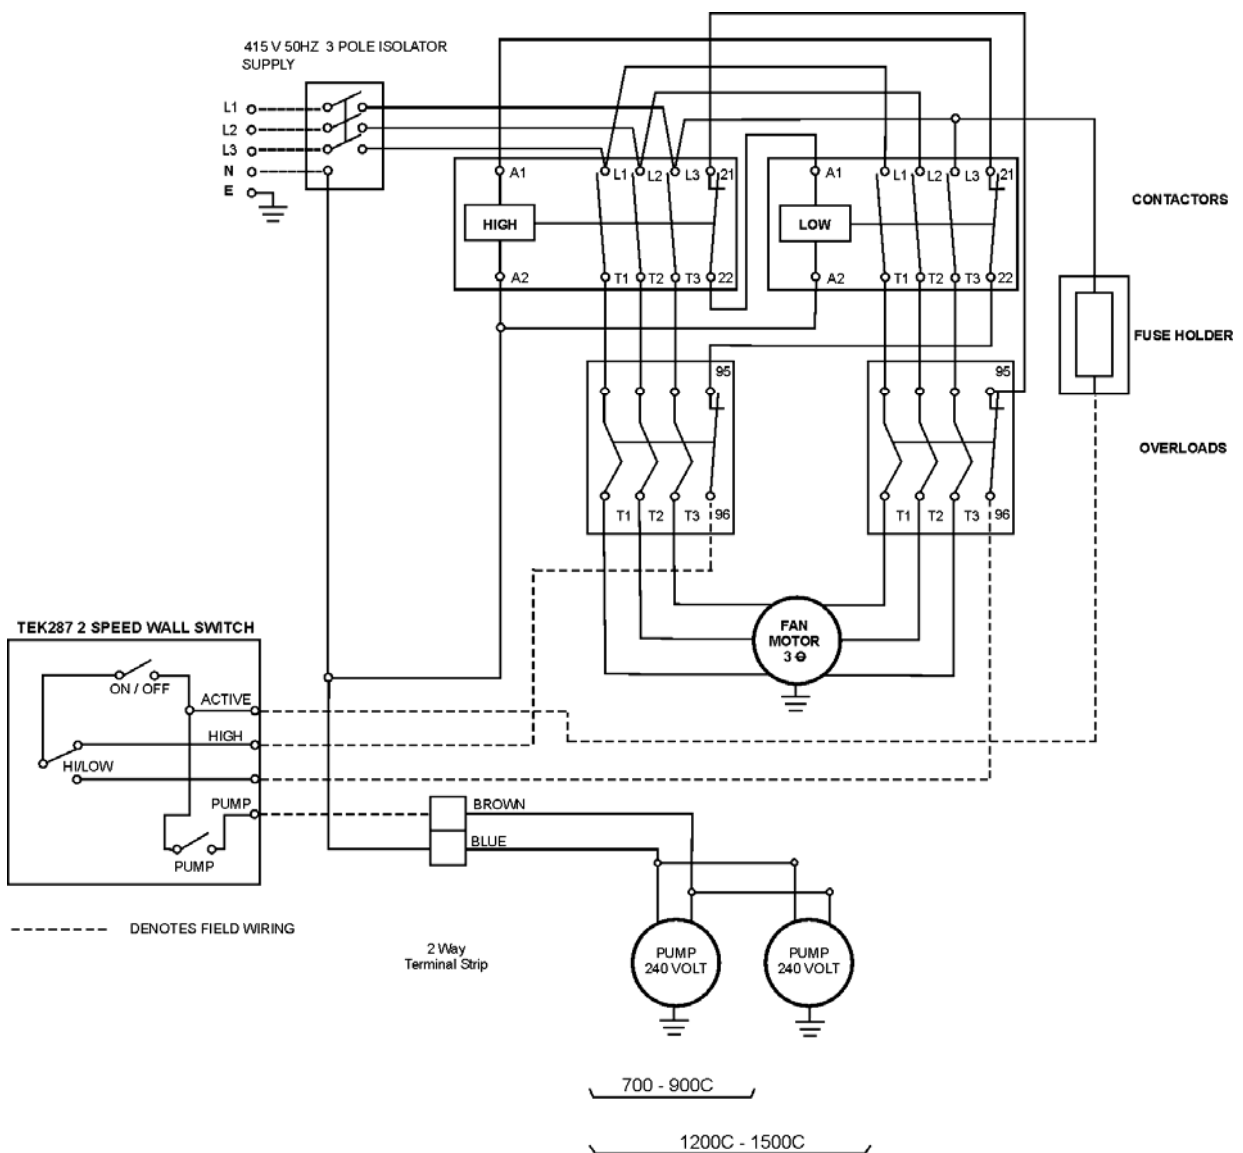 415 V 50HZ 3 POLE ISOLATOR
SUPPLY
L1
L2
L3
N
E
A1
L1
L2
L3
21
HIGH
A2
T1
T2
T3
22
A1
L1
L2
L3
21
LOW
A2
T1
T2
T3
22
CONTACTORS
FUSE HOLDER
95
T1
T2
T3
96
95
T1
T2
T3
96
OVERLOADS
FAN
MOTOR
3 ⊖
TEK287 2 SPEED WALL SWITCH
ON / OFF
ACTIVE
HIGH
HI/LOW
PUMP
PUMP
BROWN
BLUE
DENOTES FIELD WIRING
2 Way
Terminal Strip
PUMP
240 VOLT
PUMP
240 VOLT
700 - 900C
1200C - 1500C